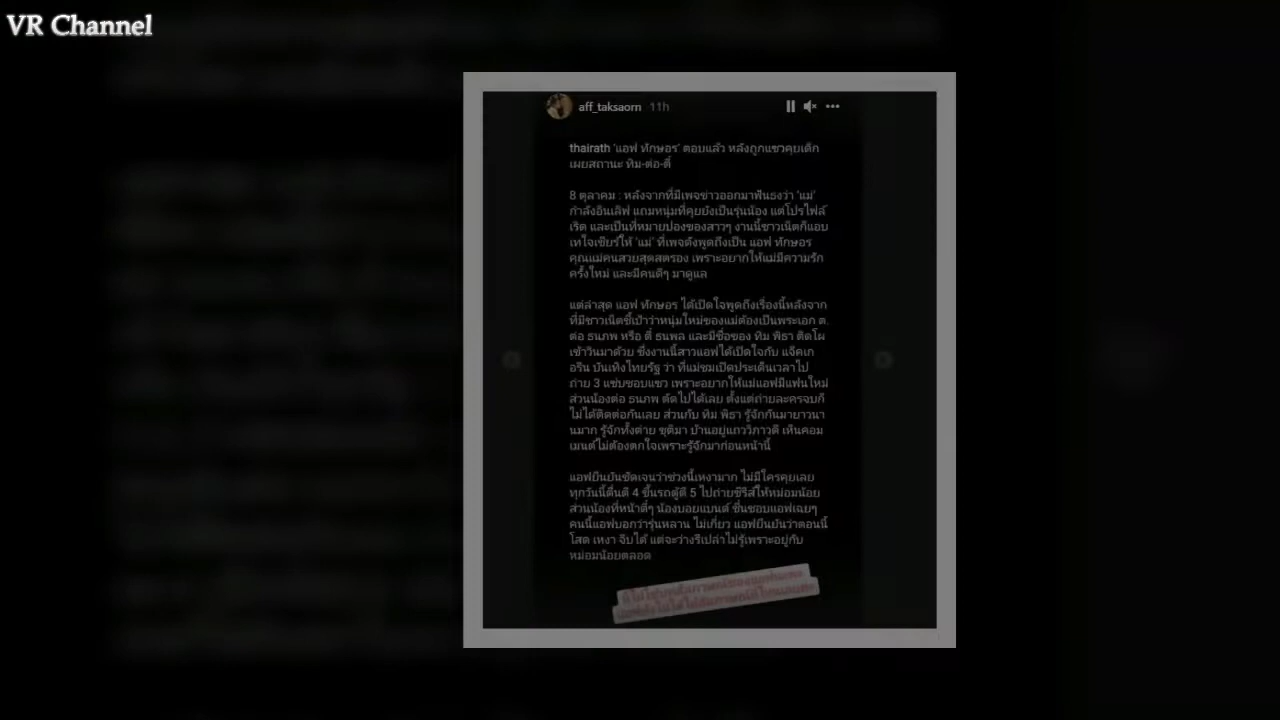 VR Channel
aff_taksaorn 11h
thairath 'แอฟ ทักษอร' ตอบแล้ว หลังถูกแซวคุยเด็ก
เผยสถานะ ทิม-ต่อ-ตี๋
8 ตุลาคม : หลังจากที่มีเพจข่าวออกมาฟันธงว่า 'แม่'
กำลังอินเลิฟ แถมหนุ่มที่คุยยังเป็นรุ่นน้อง แต่โปรไฟล์
เริ่ด และเป็นที่หมายปองของสาวๆ งานนี้ชาวเน็ตก็แอบ
เทใจเชียร์ให้ 'แม่' ที่เพจดังพูดถึงเป็น แอฟ ทักษอร
คุณแม่คนสวยสุดสตรอง เพราะอยากให้แม่มีความรัก
ครั้งใหม่ และมีคนดีๆ มาดูแล
แต่ล่าสุด แอฟ ทักษอร ได้เปิดใจพูดถึงเรื่องนี้หลังจาก
ที่มีชาวเน็ตชี้เป้าว่าหนุ่มใหม่ของแม่ต้องเป็นพระเอก ต.
ต่อ ธนภพ หรือ ตี๋ ธนพล และมีชื่อของ ทิม พิธา ติดโผ
เข้าวินมาด้วย ซึ่งงานนี้สาวแอฟได้เปิดใจกับ แจ็คเก
อรีน บันเทิงไทยรัฐ ว่า ที่แม่ชมเปิดประเด็นเวลาไป
ถ่าย 3 แซ่บชอบแซว เพราะอยากให้แม่แอฟมีแฟนใหม่
ส่วนน้องต่อ ธนภพ ตัดไปได้เลย ตั้งแต่ถ่ายละครจบก็
ไม่ได้ติดต่อกันเลย ส่วนกับ ทิม พิธา รู้จักกันมายาวนา
นมาก รู้จักทั้งต่าย ชุติมา บ้านอยู่แถววิภาวดี เห็นคอม
เมนต์ไม่ต้องตกใจเพราะรู้จักมาก่อนหน้านี้
แอฟยืนยันชัดเจนว่าช่วงนี้เหงามาก ไม่มีใครคุยเลย
ทุกวันนี้ตื่นตี 4 ขึ้นรถตู้ตี 5 ไปถ่ายซีรีส์ให้หม่อมน้อย
ส่วนน้องที่หน้าตี๋ๆ น้องบอยแบนด์ ชื่นชอบแอฟเฉยๆ
คนนี้แอฟบอกว่ารุ่นหลาน ไม่เกี่ยว แอฟยืนยันว่าตอนนี้
โสด เหงา จีบได้ แต่จะว่างรึเปล่าไม่รู้เพราะอยู่กับ
หม่อมน้อยตลอด